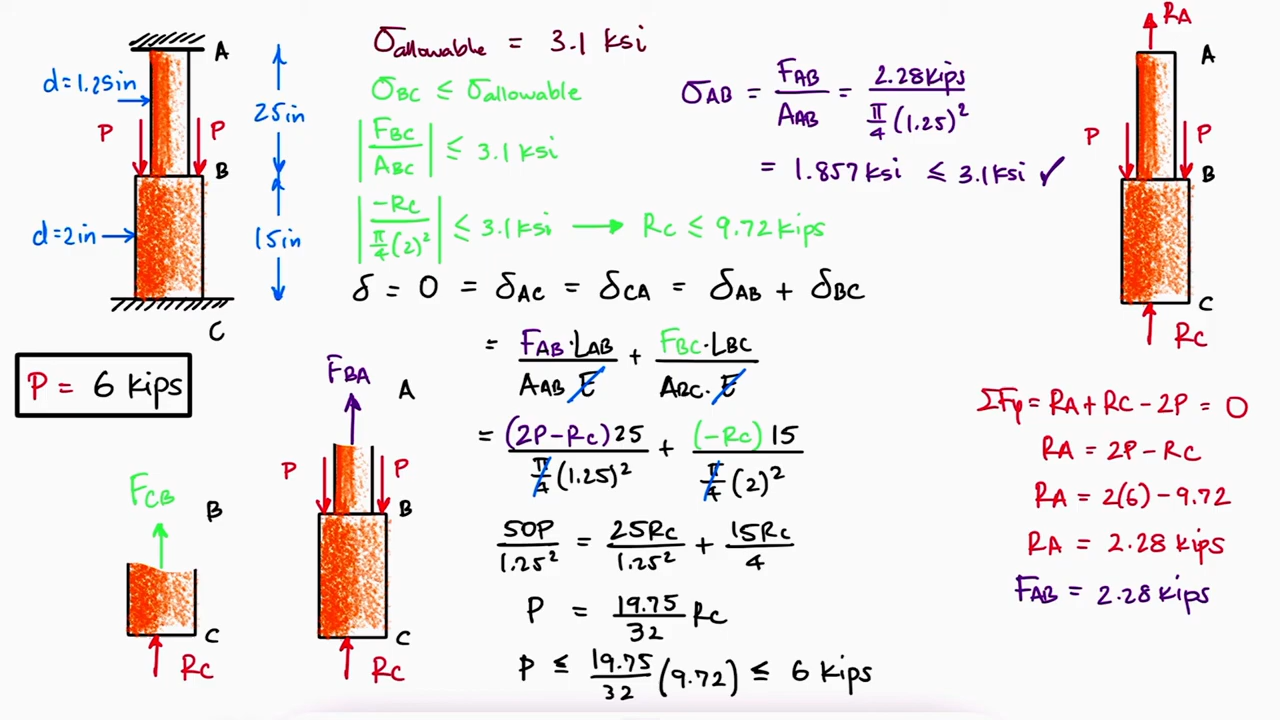 A
d=1.25in
25in
P P
B
d=2in
15in
C
P = 6 kips
σallowable = 3.1 ksi
σBC ≤ σallowable
|FBC/ABC| ≤ 3.1 ksi
|-RC/(π/4(2)²)| ≤ 3.1 ksi → RC ≤ 9.72 kips
σAB = FAB/AAB = 2.28 kips/(π/4(1.25)²)
= 1.857 ksi ≤ 3.1 ksi ✓
δ = 0 = δAC = δCA = δAB + δBC
= FAB·LAB/(AAB·E) + FBC·LBC/(ABC·E)
= (2P-RC)25/(π/4(1.25)²) + (-RC)15/(π/4(2)²)
50P/1.25² = 25RC/1.25² + 15RC/4
P = 19.75/32 RC
P ≤ 19.75/32 (9.72) ≤ 6 kips
FCB
B
C
RC
FBA
A
P P
B
C
RC
RA
A
P P
B
C
RC
ΣFy = RA + RC - 2P = 0
RA = 2P - RC
RA = 2(6) - 9.72
RA = 2.28 kips
FAB = 2.28 kips